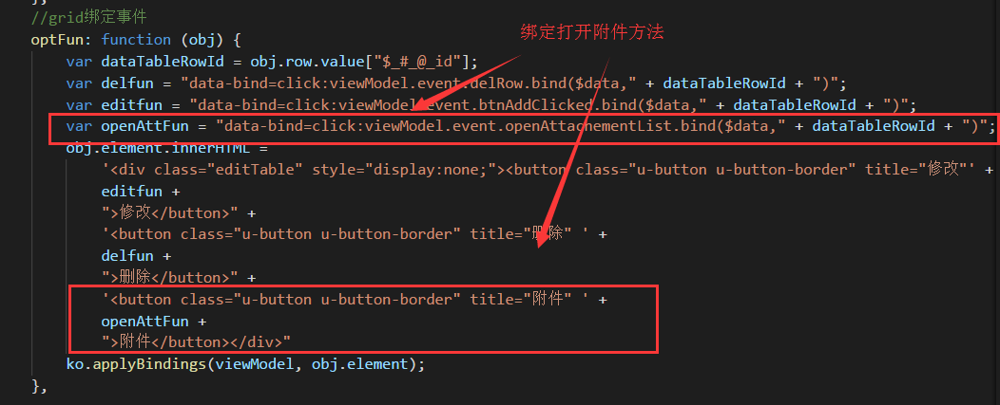 },
//grid绑定事件
绑定打开附件方法
optFun: function (obj) {
var dataTableRowId = obj.row.value["$_#_@_id"];
var delfun = "data-bind=click:viewModel.event.delRow.bind($data," + dataTableRowId + ")";
var editfun = "data-bind=click:viewModel.event.btnAddClicked.bind($data," + dataTableRowId + ")";
var openAttFun = "data-bind=click:viewModel.event.openAttachementList.bind($data," + dataTableRowId + ")";
obj.element.innerHTML =
'<div class="editTable" style="display:none;"><button class="u-button u-button-border" title="修改"' +
editfun +
">修改</button>" +
'<button class="u-button u-button-border" title="删除" ' +
delfun +
">删除</button>" +
'<button class="u-button u-button-border" title="附件" ' +
openAttFun +
">附件</button></div>"
ko.applyBindings(viewModel, obj.element);
},